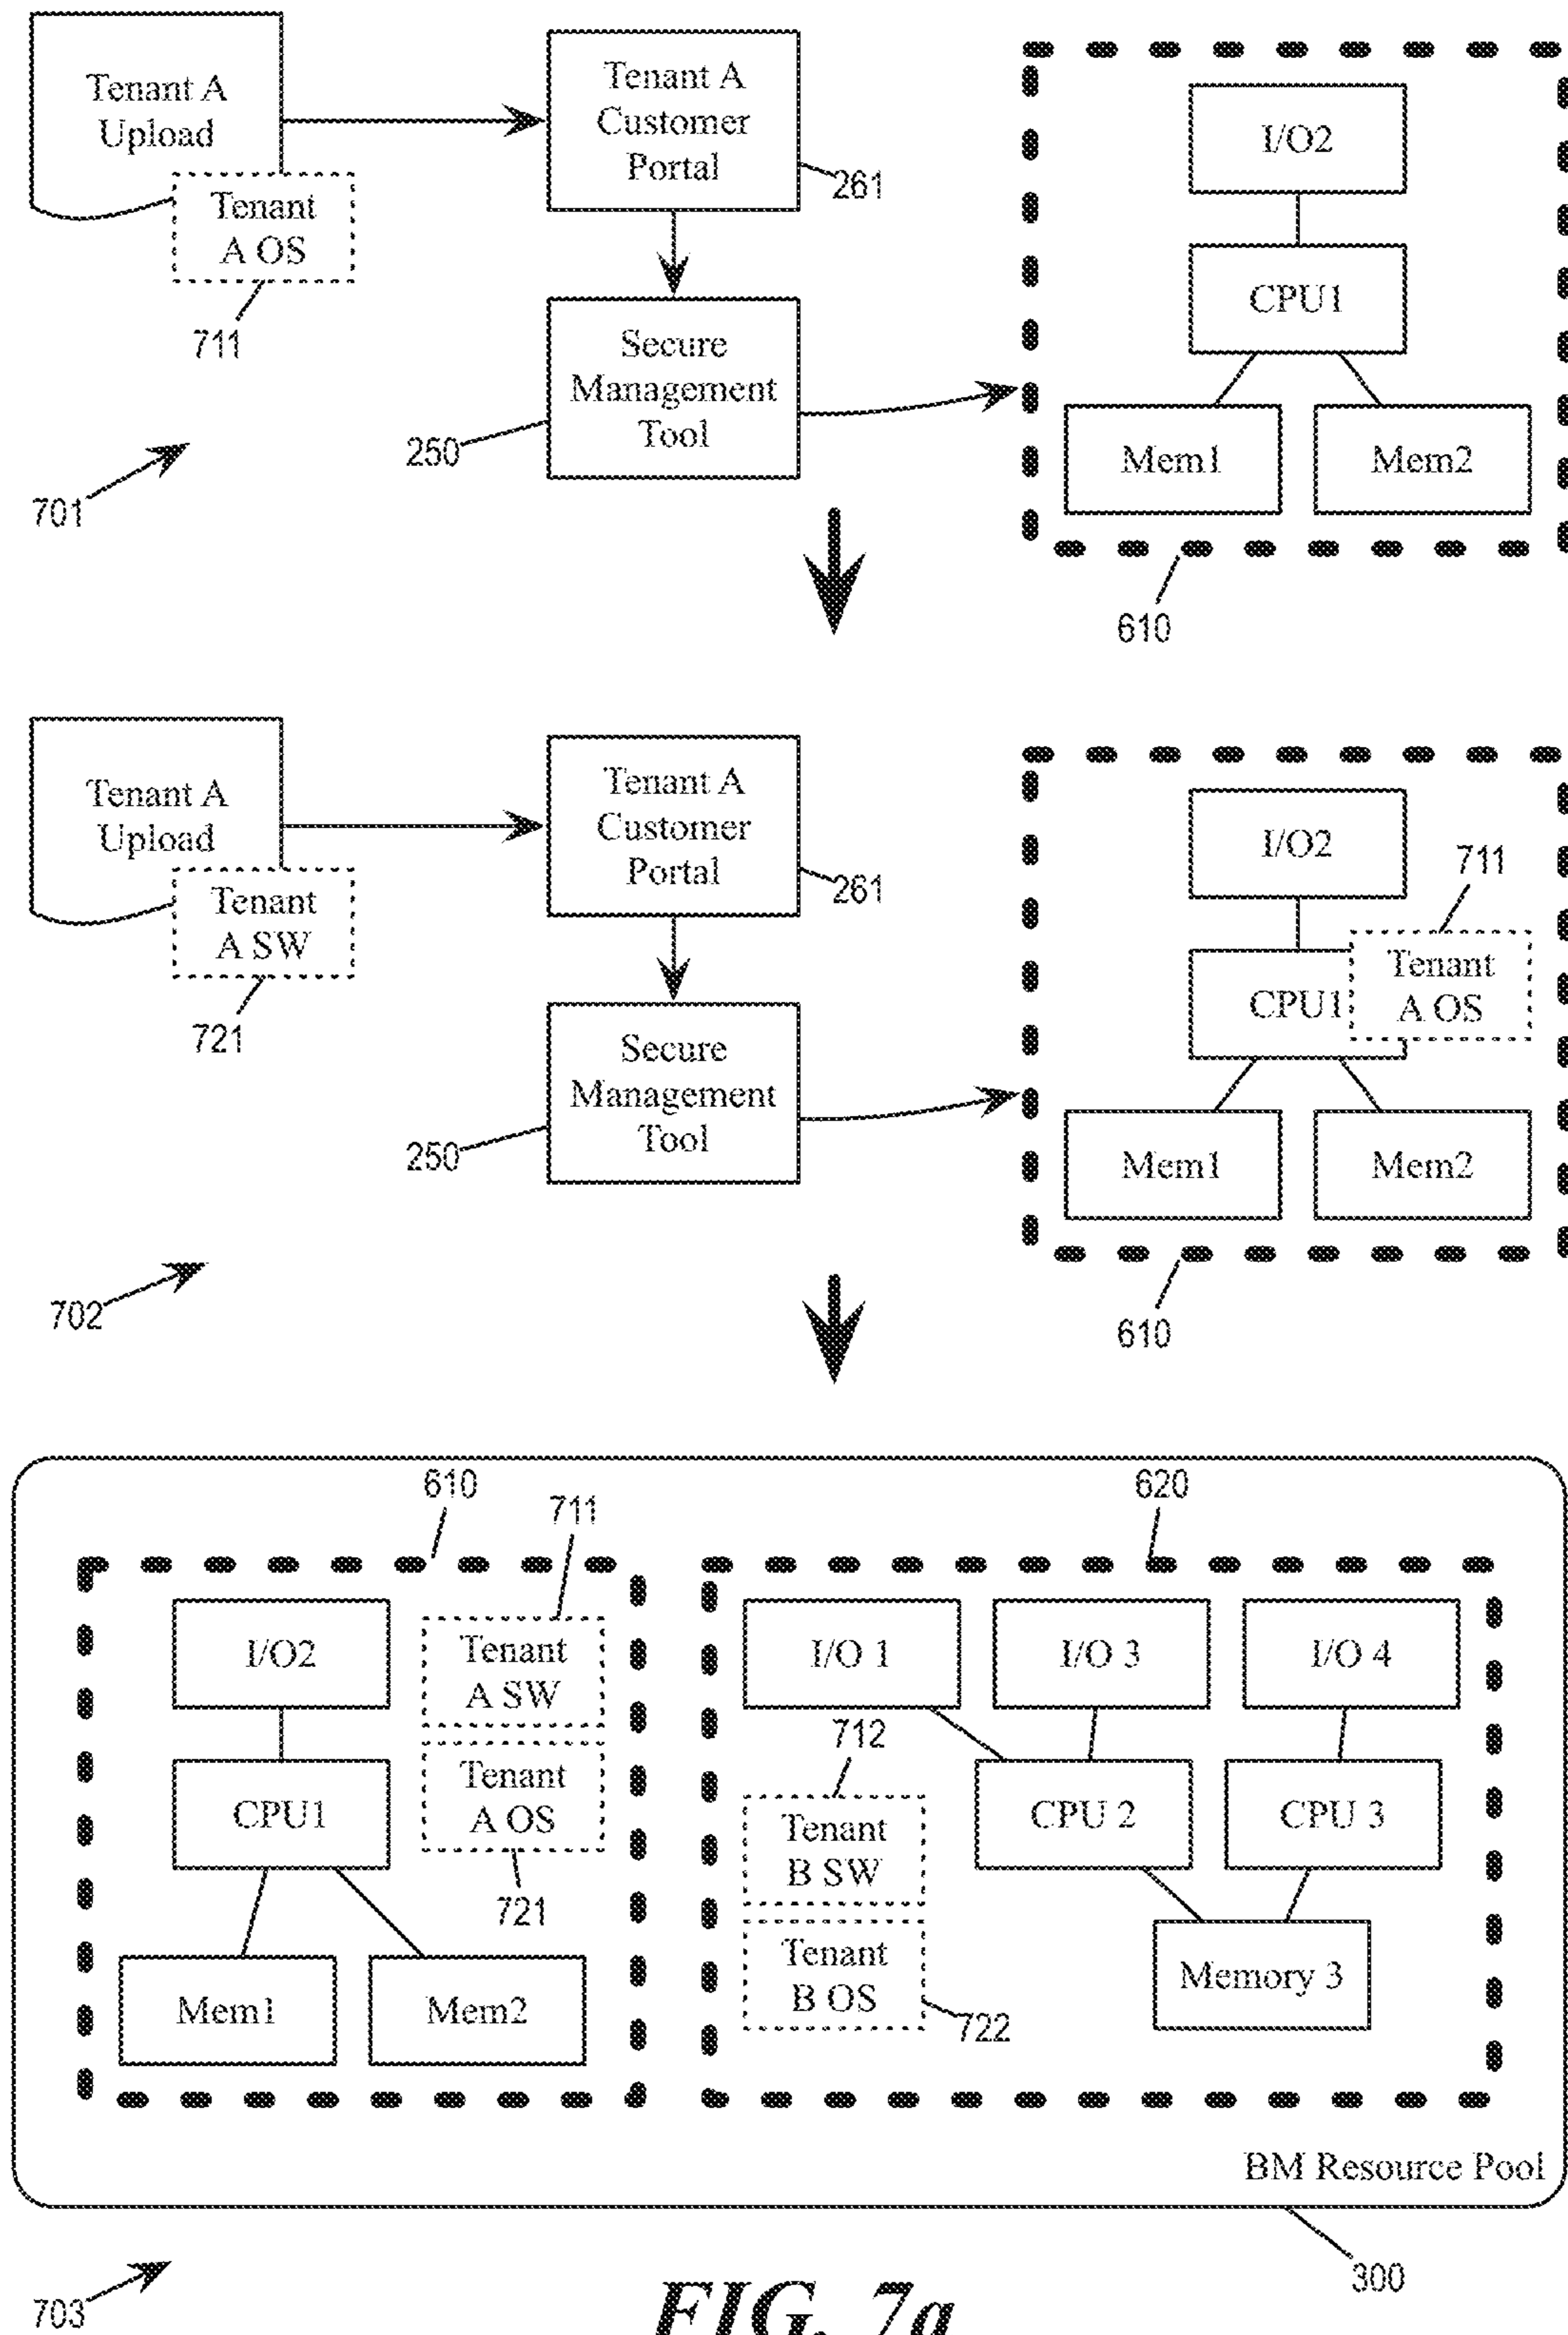 Tenant A
Upload
Tenant
A OS
711
Tenant A
Customer
Portal
261
Secure
Management
Tool
250
701
I/O2
CPU1
Mem1
Mem2
610
Tenant A
Upload
Tenant
A SW
721
Tenant A
Customer
Portal
261
Secure
Management
Tool
250
702
I/O2
711
CPU1
Tenant
A OS
Mem1
Mem2
610
610
711
I/O2
Tenant
A SW
CPU1
Tenant
A OS
721
Mem1
Mem2
620
I/O 1
I/O 3
I/O 4
712
Tenant
B SW
CPU 2
CPU 3
Tenant
B OS
722
Memory 3
BM Resource Pool
300
703
FIG. 7a